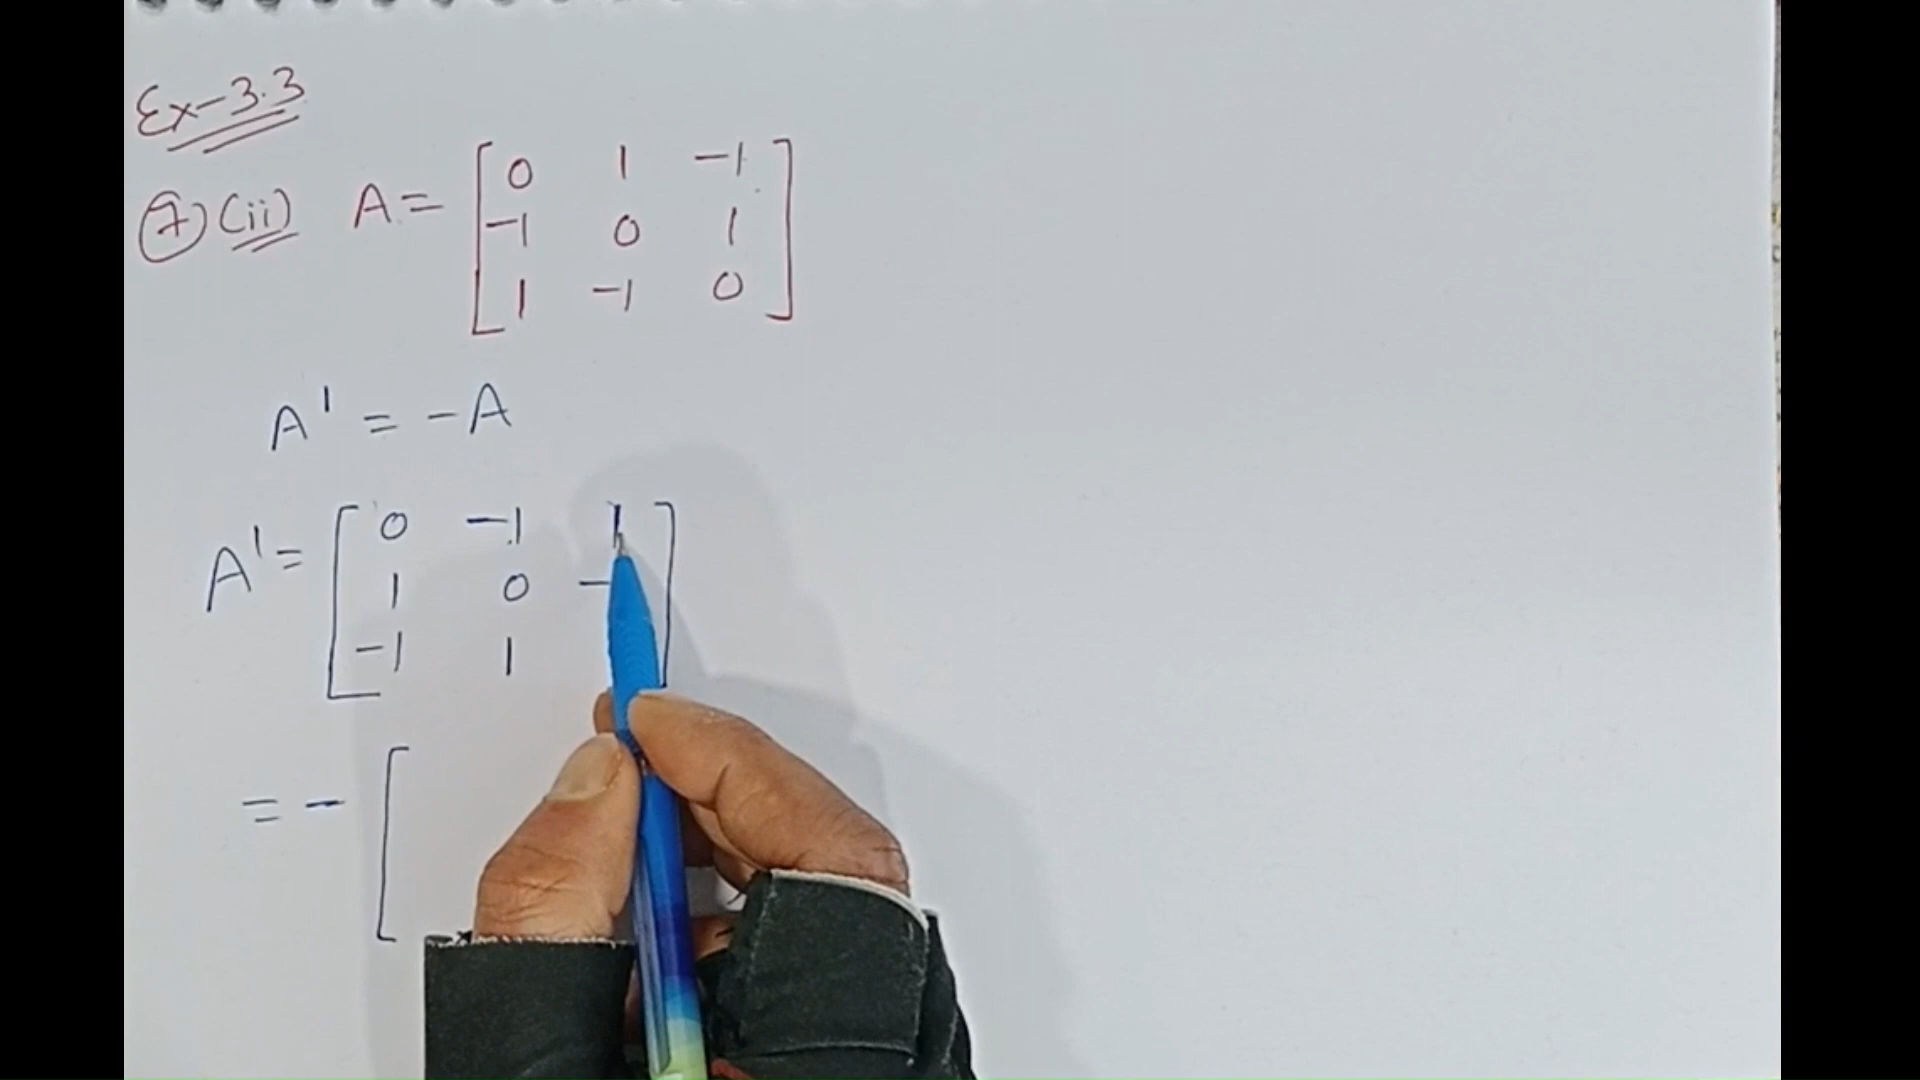 Ex-3.3
7 (ii) A = [ 0 1 -1
-1 0 1
1 -1 0 ]
A' = -A
A' = [ 0 -1 1
1 0 -
-1 1 ]
= - [